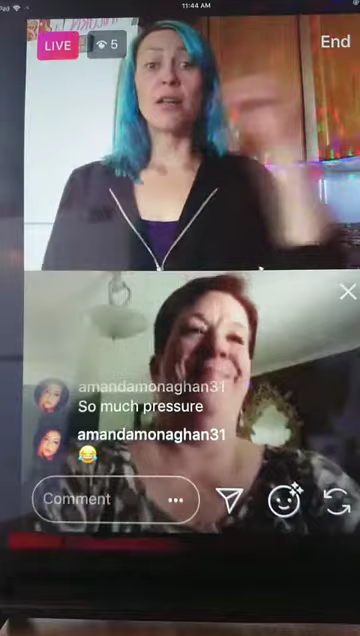 11:44 AM
LIVE
5
End
amandamonaghan31
So much pressure
amandamonaghan31
Comment